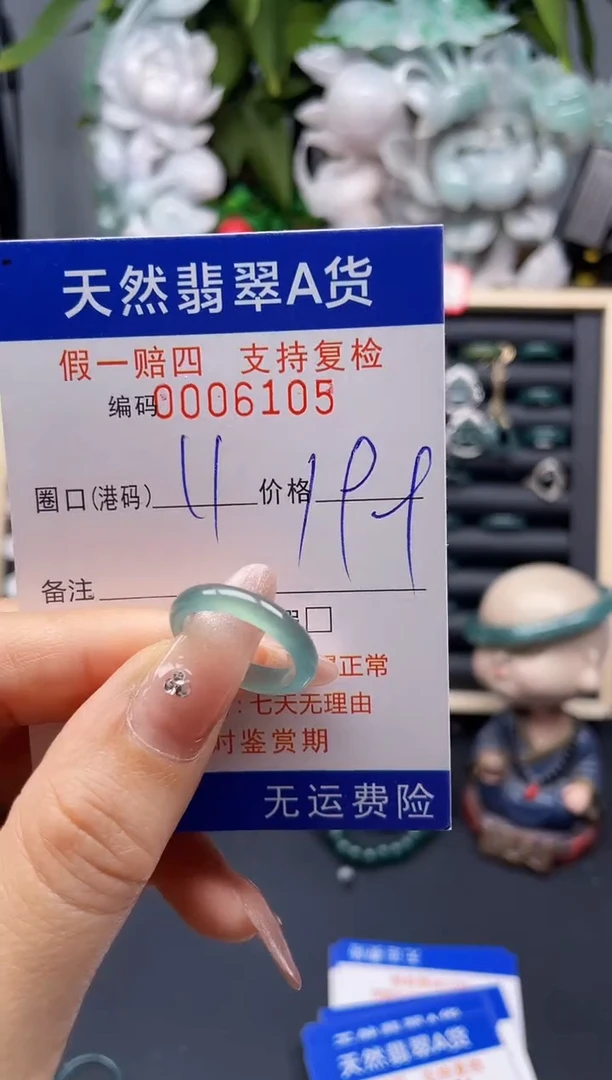 天然翡翠A货
假一赔四 支持复检
编码0006105
圈口(港码) 4 价格 199
备注
正常
:七天无理由
时鉴赏期
无运费险
天然翡翠A货